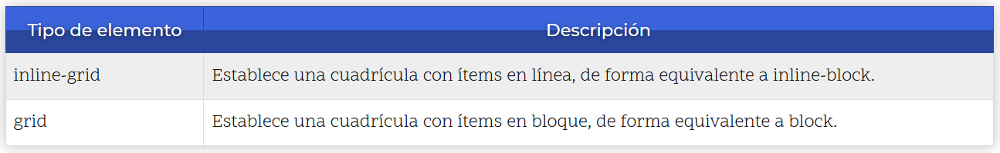 Tipo de elemento Descripción
inline-grid Establece una cuadrícula con ítems en línea, de forma equivalente a inline-block.
grid Establece una cuadrícula con ítems en bloque, de forma equivalente a block.